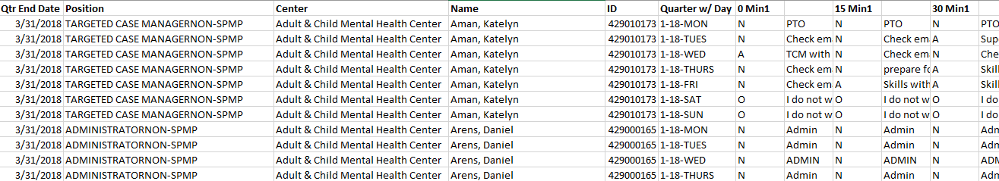 Qtr End Date Position Center Name ID Quarter w/ Day 0 Min1 15 Min1 30 Min1
3/31/2018 TARGETED CASE MANAGERNON-SPMP Adult & Child Mental Health Center Aman, Katelyn 429010173 1-18-MON N PTO N PTO N PTO
3/31/2018 TARGETED CASE MANAGERNON-SPMP Adult & Child Mental Health Center Aman, Katelyn 429010173 1-18-TUES N Check em N Check em A Sup
3/31/2018 TARGETED CASE MANAGERNON-SPMP Adult & Child Mental Health Center Aman, Katelyn 429010173 1-18-WED A TCM with N Check em N Che
3/31/2018 TARGETED CASE MANAGERNON-SPMP Adult & Child Mental Health Center Aman, Katelyn 429010173 1-18-THURS N Check em N prepare fo A Skil
3/31/2018 TARGETED CASE MANAGERNON-SPMP Adult & Child Mental Health Center Aman, Katelyn 429010173 1-18-FRI N Check em A Skills with A Skil
3/31/2018 TARGETED CASE MANAGERNON-SPMP Adult & Child Mental Health Center Aman, Katelyn 429010173 1-18-SAT O I do not w O I do not w O I do
3/31/2018 TARGETED CASE MANAGERNON-SPMP Adult & Child Mental Health Center Aman, Katelyn 429010173 1-18-SUN O I do not w O I do not w O I do
3/31/2018 ADMINISTRATORNON-SPMP Adult & Child Mental Health Center Arens, Daniel 429000165 1-18-MON N Admin N Admin N Adm
3/31/2018 ADMINISTRATORNON-SPMP Adult & Child Mental Health Center Arens, Daniel 429000165 1-18-TUES N Admin N Admin N Adm
3/31/2018 ADMINISTRATORNON-SPMP Adult & Child Mental Health Center Arens, Daniel 429000165 1-18-WED N ADMIN N ADMIN N ADM
3/31/2018 ADMINISTRATORNON-SPMP Adult & Child Mental Health Center Arens, Daniel 429000165 1-18-THURS N Admin N Admin N Adm